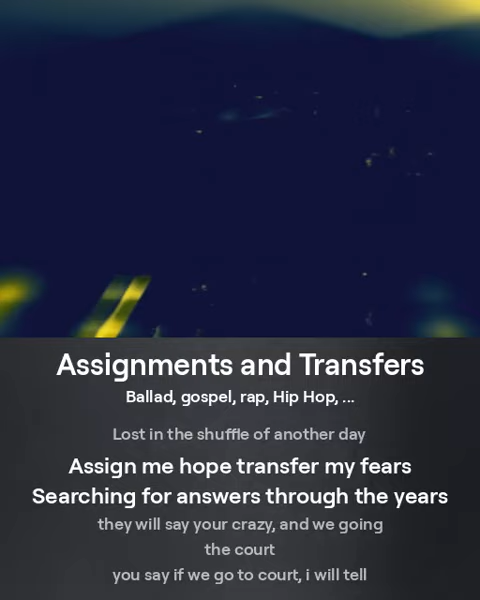 Assignments and Transfers
Ballad, gospel, rap, Hip Hop, ...
Lost in the shuffle of another day
Assign me hope transfer my fears
Searching for answers through the years
they will say your crazy, and we going
the court
you say if we go to court, i will tell